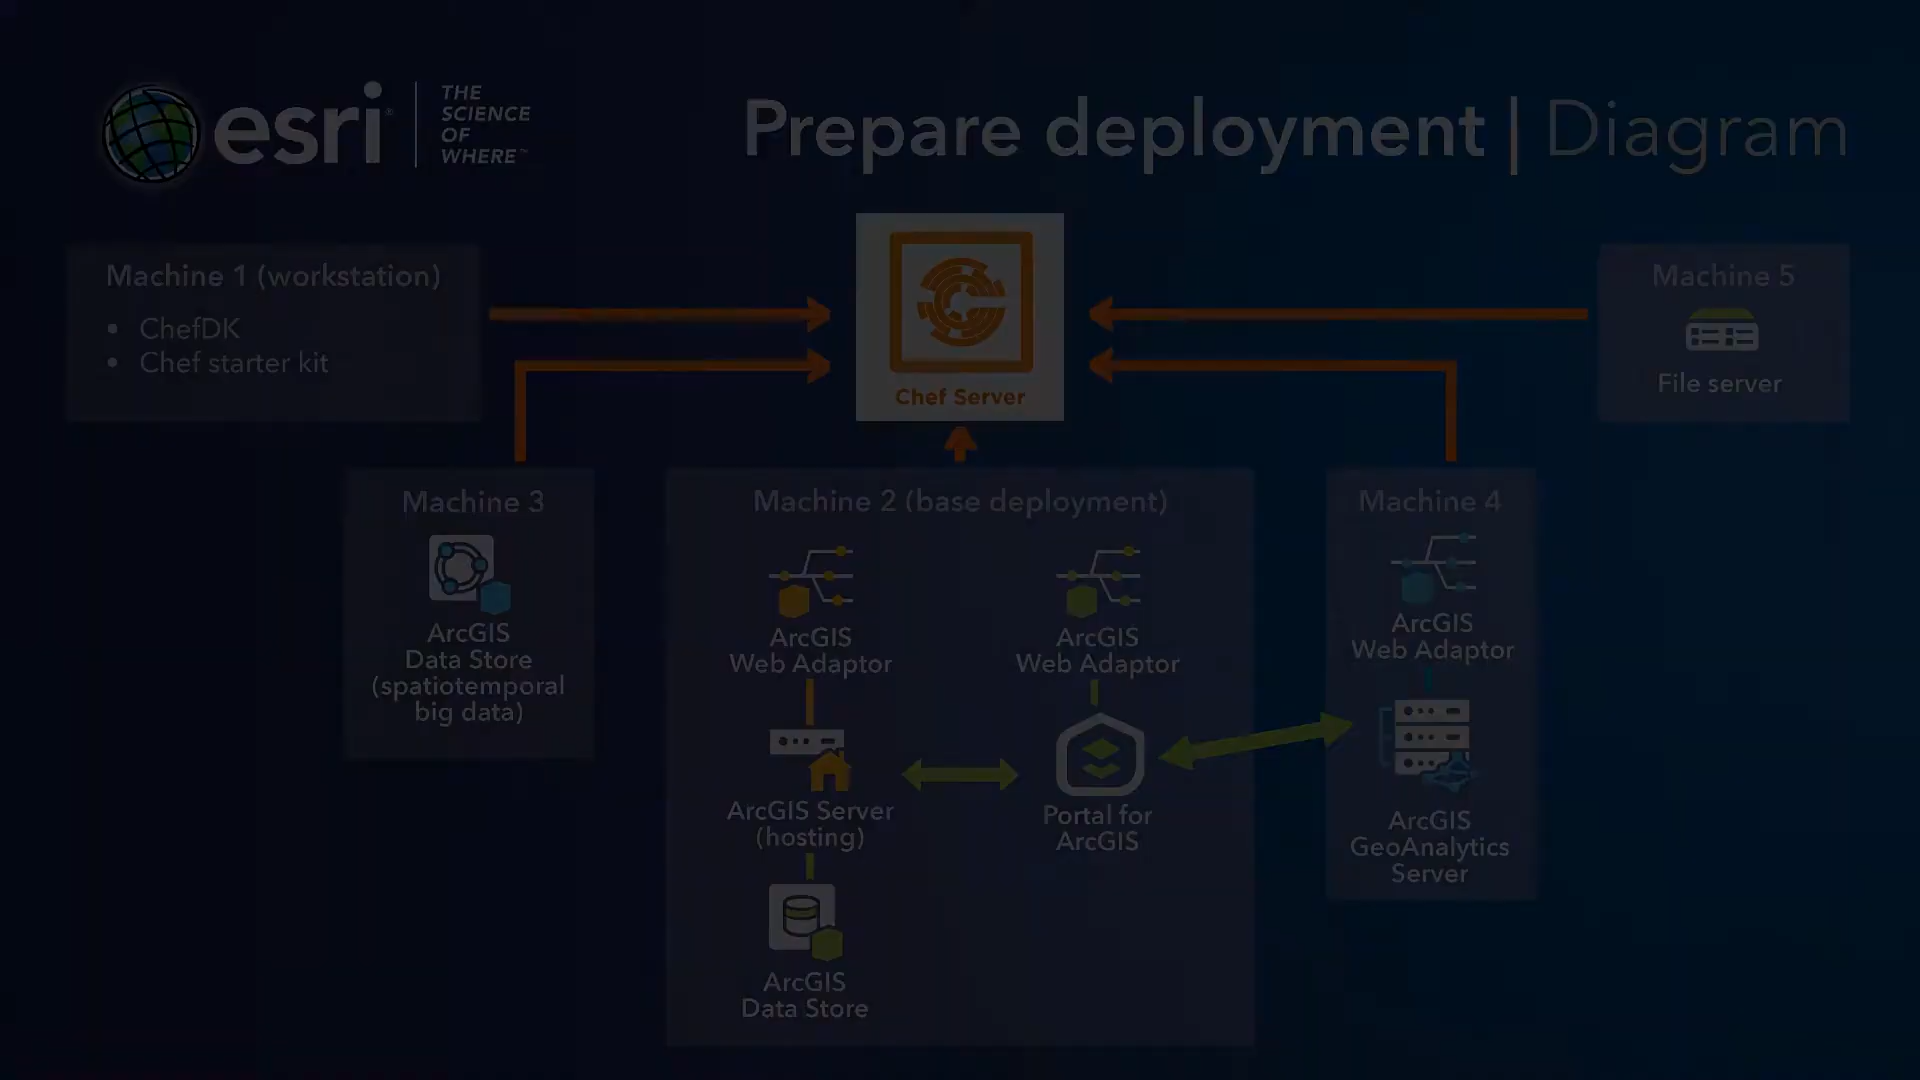 esri
THE
SCIENCE
OF
WHERE™
Prepare deployment | Diagram
Machine 1 (workstation)
• ChefDK
• Chef starter kit
Chef Server
Machine 5
File server
Machine 3
ArcGIS
Data Store
(spatiotemporal
big data)
Machine 2 (base deployment)
ArcGIS
Web Adaptor
ArcGIS
Web Adaptor
ArcGIS Server
(hosting)
Portal for
ArcGIS
ArcGIS
Data Store
Machine 4
ArcGIS
Web Adaptor
ArcGIS
GeoAnalytics
Server